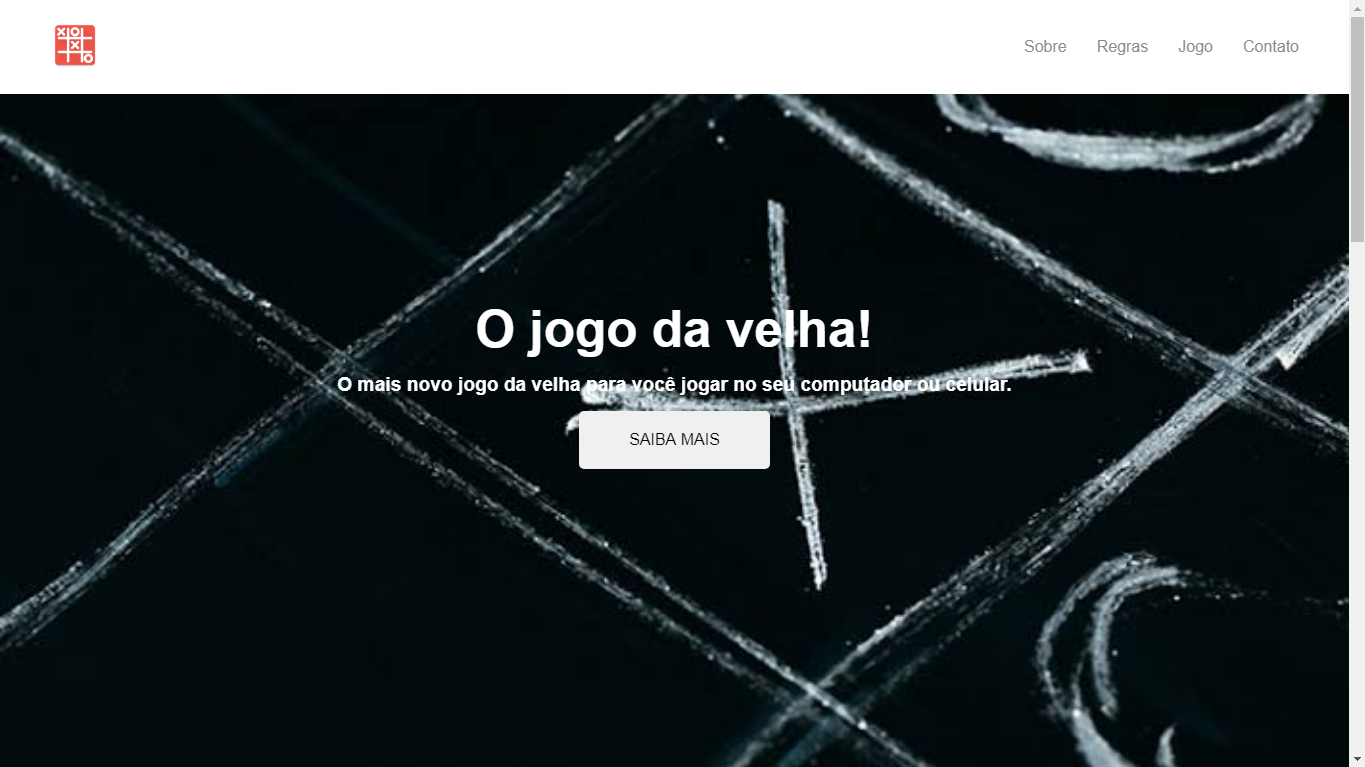 Sobre Regras Jogo Contato
O jogo da velha!
O mais novo jogo da velha para você jogar no seu computador ou celular.
SAIBA MAIS